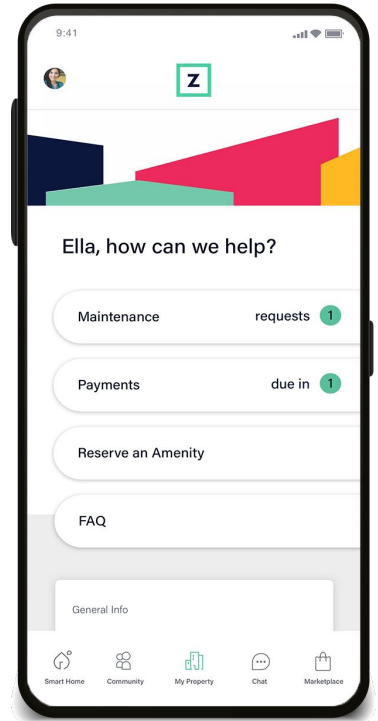 9:41
Z
Ella, how can we help?
Maintenance requests 1
Payments due in 1
Reserve an Amenity
FAQ
General Info
Smart Home Community My Property Chat Marketplace